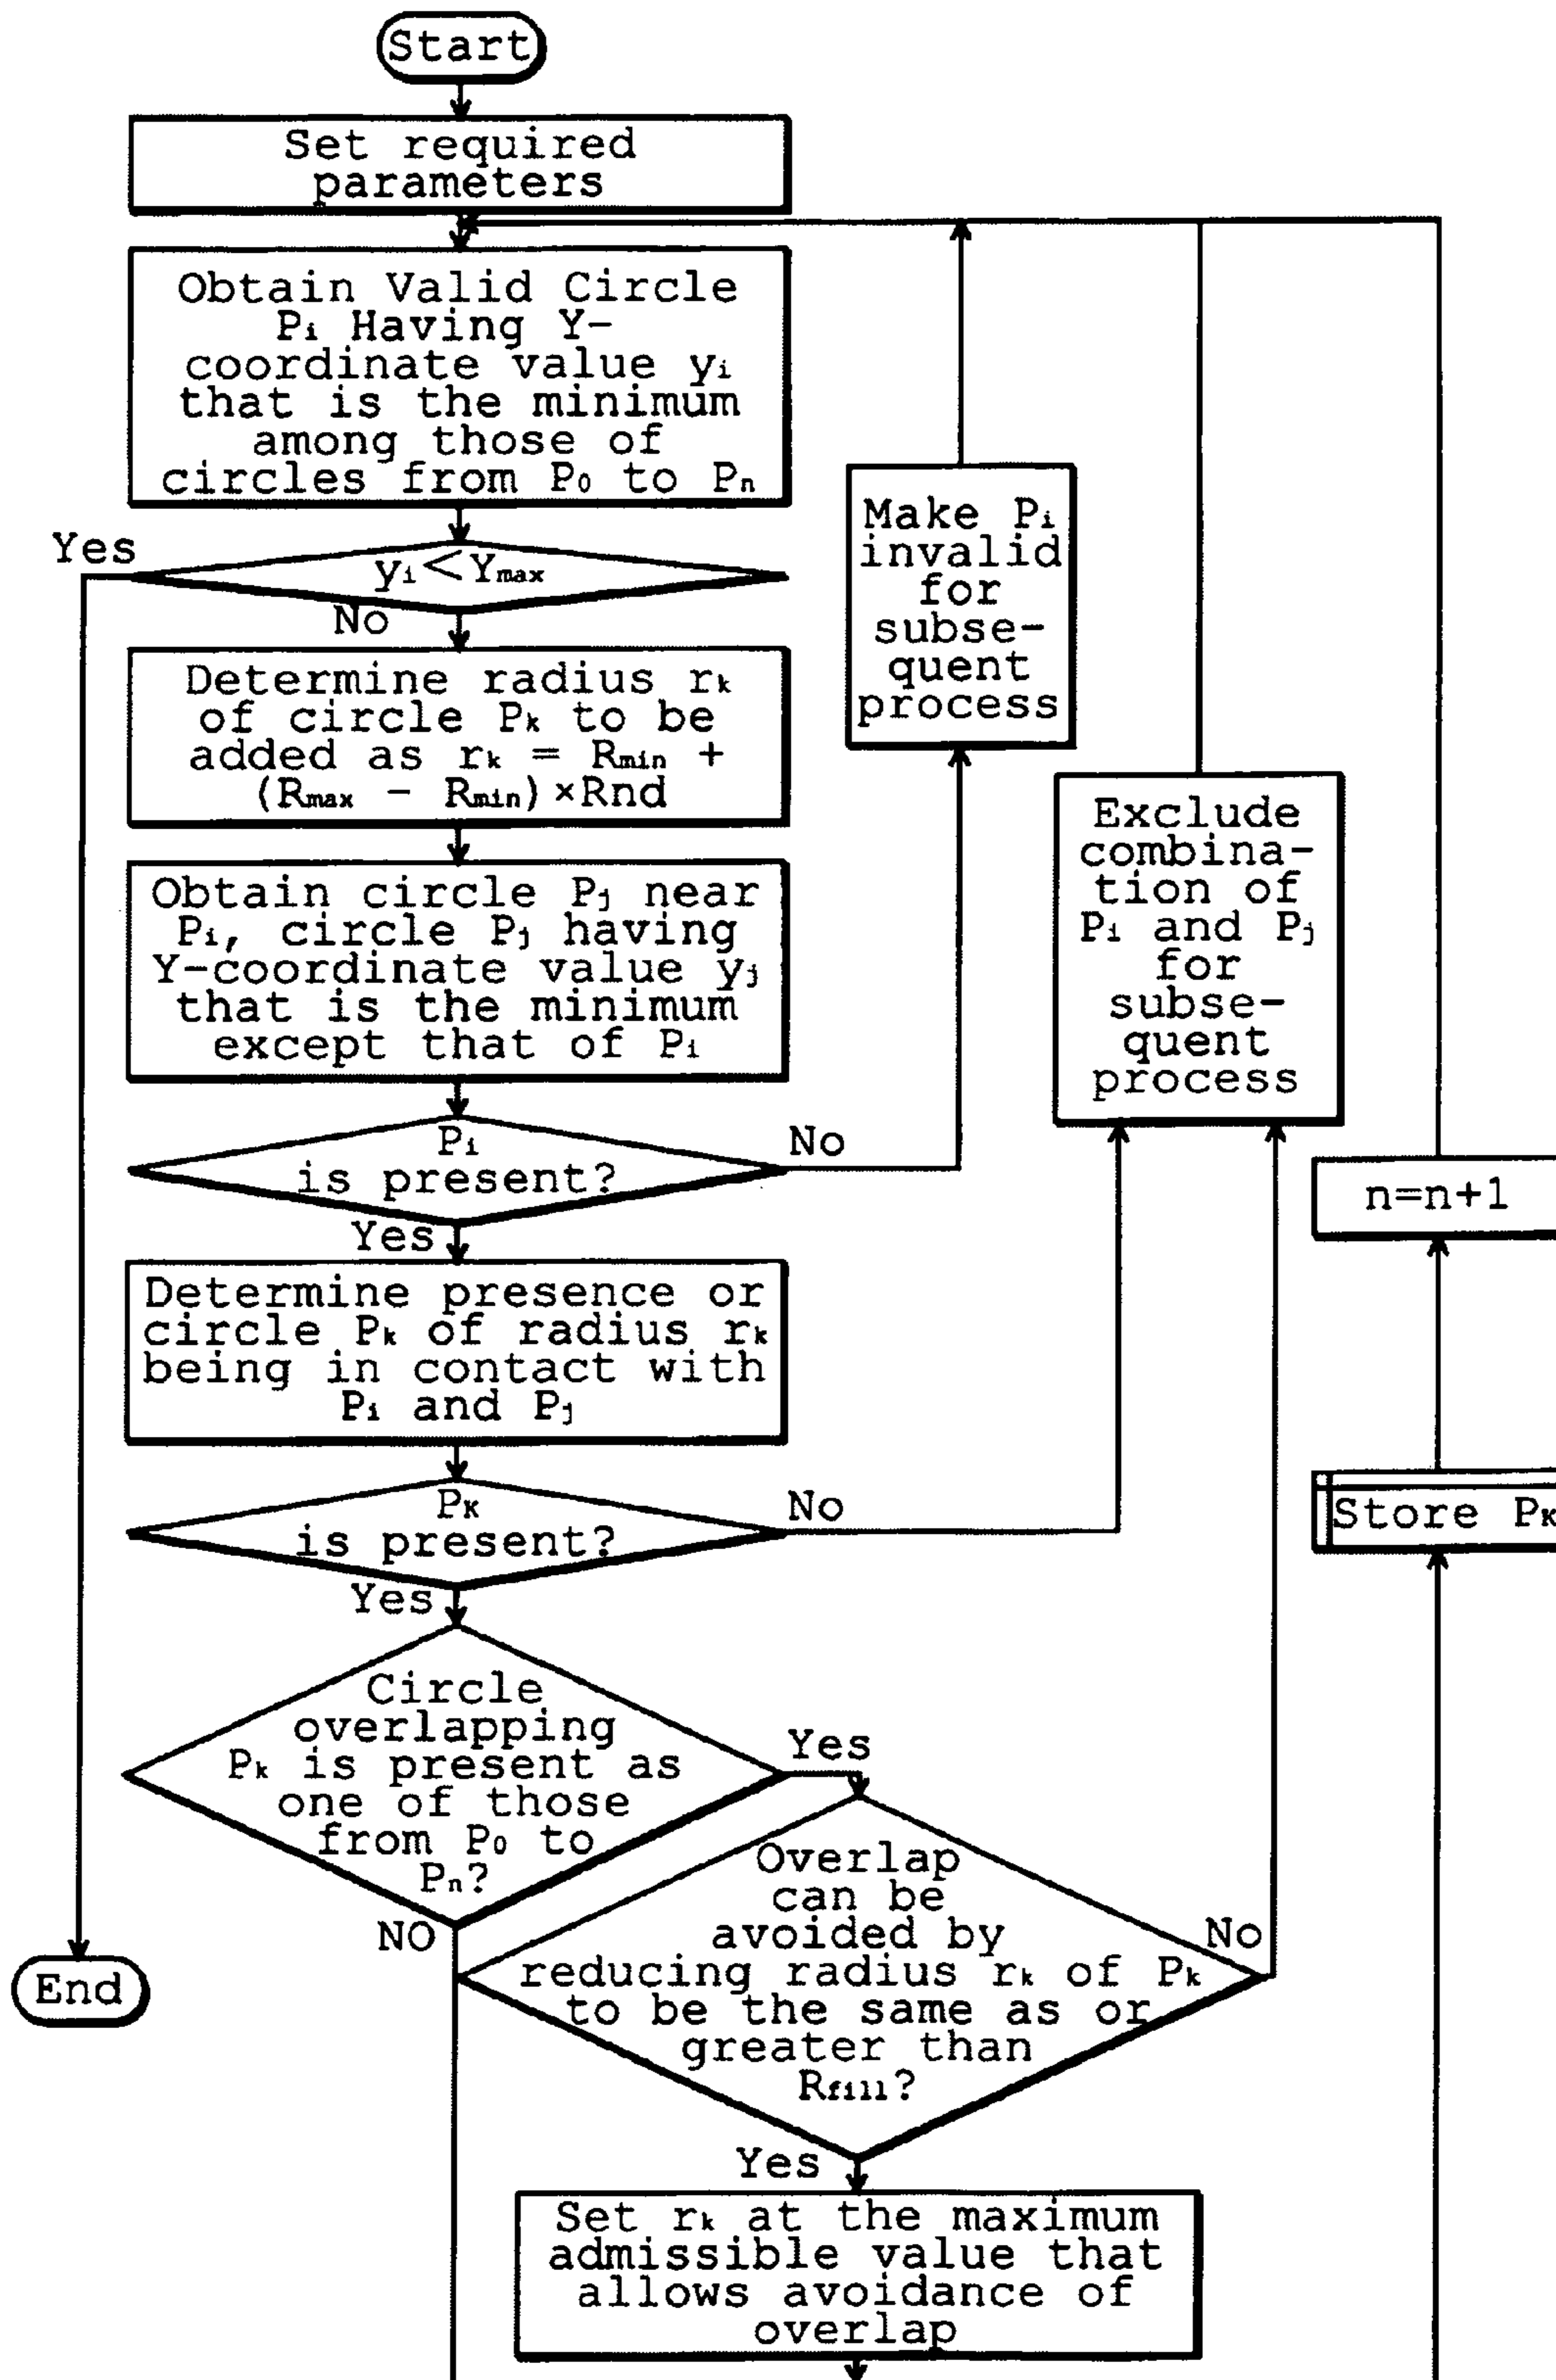 Start
Set required
parameters
Obtain Valid Circle
Pi Having Y-
coordinate value yi
that is the minimum
among those of
circles from P0 to Pn
Yes
yi<Ymax
No
Determine radius rk
of circle Pk to be
added as rk = Rmin +
(Rmax - Rmin)×Rnd
Obtain circle Pj near
Pi, circle Pj having
Y-coordinate value yj
that is the minimum
except that of Pi
Pi
is present?
No
Yes
Make Pi
invalid
for
subse-
quent
process
Exclude
combina-
tion of
Pi and Pj
for
subse-
quent
process
n=n+1
Determine presence or
circle Pk of radius rk
being in contact with
Pi and Pj
PK
is present?
No
Yes
Store PK
Circle
overlapping
Pk is present as
one of those
from P0 to
Pn?
Yes
NO
Overlap
can be
avoided by
reducing radius rk of Pk
to be the same as or
greater than
Rfill?
No
Yes
End
Set rk at the maximum
admissible value that
allows avoidance of
overlap